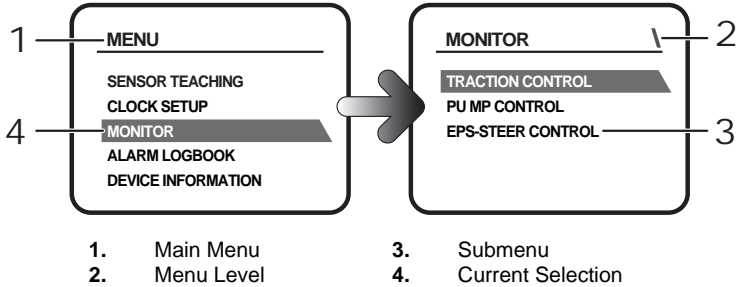 1
MENU
SENSOR TEACHING
CLOCK SETUP
4
MONITOR
ALARM LOGBOOK
DEVICE INFORMATION
MONITOR
2
TRACTION CONTROL
PU MP CONTROL
EPS-STEER CONTROL
3
1. Main Menu
2. Menu Level
3. Submenu
4. Current Selection